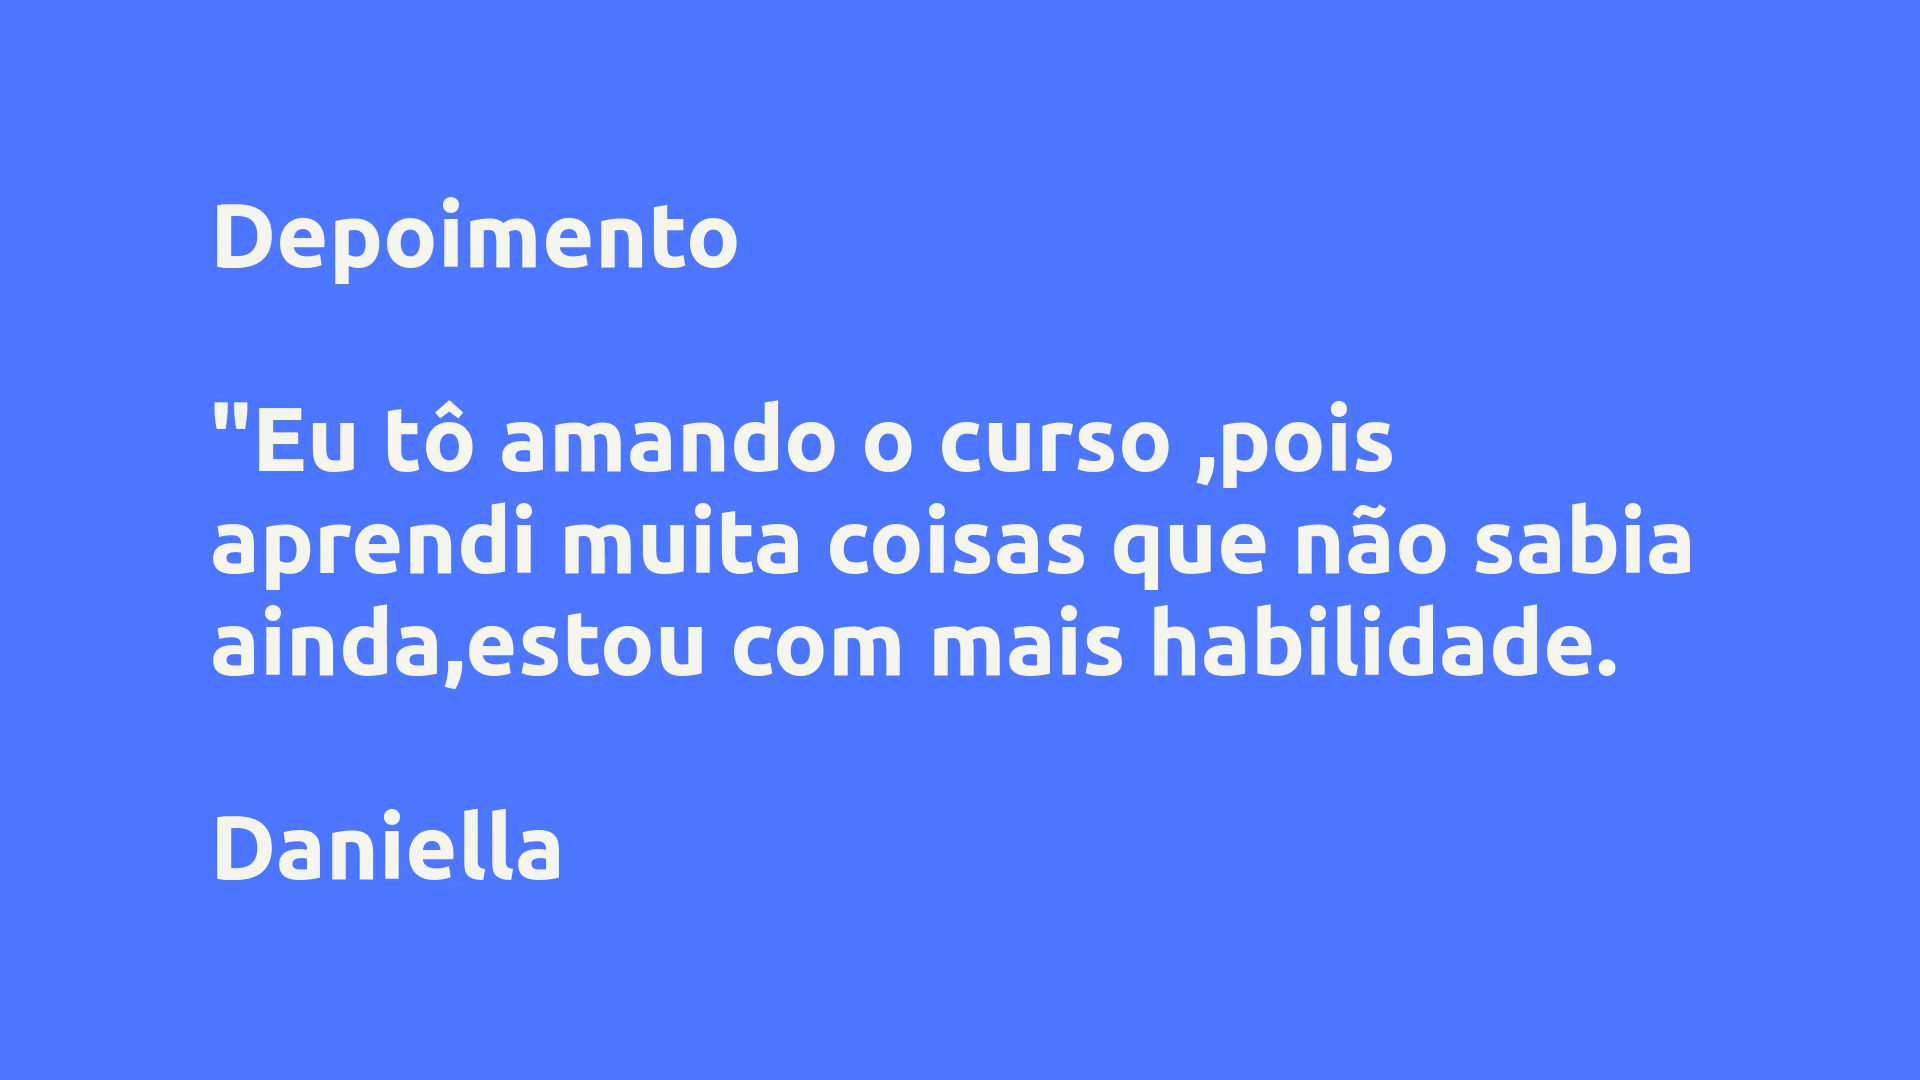 Depoimento
"Eu tô amando o curso ,pois
aprendi muita coisas que não sabia
ainda,estou com mais habilidade.
Daniella